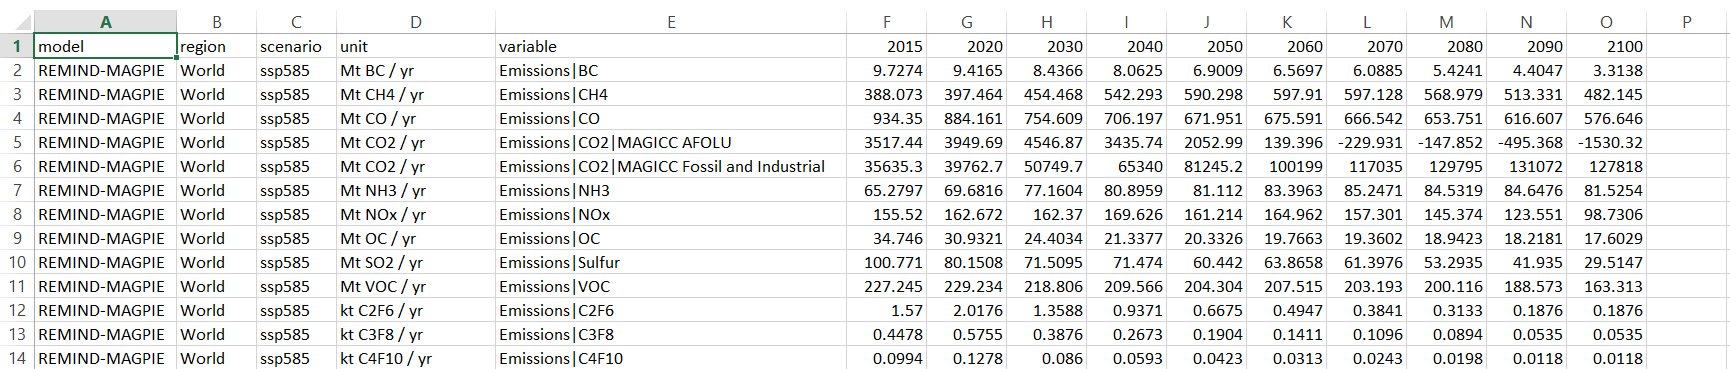 A B C D E F G H I J K L M N O P
1 model region scenario unit variable 2015 2020 2030 2040 2050 2060 2070 2080 2090 2100
2 REMIND-MAGPIE World ssp585 Mt BC / yr Emissions|BC 9.7274 9.4165 8.4366 8.0625 6.9009 6.5697 6.0885 5.4241 4.4047 3.3138
3 REMIND-MAGPIE World ssp585 Mt CH4 / yr Emissions|CH4 388.073 397.464 454.468 542.293 590.298 597.91 597.128 568.979 513.331 482.145
4 REMIND-MAGPIE World ssp585 Mt CO / yr Emissions|CO 934.35 884.161 754.609 706.197 671.951 675.591 666.542 653.751 616.607 576.646
5 REMIND-MAGPIE World ssp585 Mt CO2 / yr Emissions|CO2|MAGICC AFOLU 3517.44 3949.69 4546.87 3435.74 2052.99 139.396 -229.931 -147.852 -495.368 -1530.32
6 REMIND-MAGPIE World ssp585 Mt CO2 / yr Emissions|CO2|MAGICC Fossil and Industrial 35635.3 39762.7 50749.7 65340 81245.2 100199 117035 129795 131072 127818
7 REMIND-MAGPIE World ssp585 Mt NH3 / yr Emissions|NH3 65.2797 69.6816 77.1604 80.8959 81.112 83.3963 85.2471 84.5319 84.6476 81.5254
8 REMIND-MAGPIE World ssp585 Mt NOx / yr Emissions|NOx 155.52 162.672 162.37 169.626 161.214 164.962 157.301 145.374 123.551 98.7306
9 REMIND-MAGPIE World ssp585 Mt OC / yr Emissions|OC 34.746 30.9321 24.4034 21.3377 20.3326 19.7663 19.3602 18.9423 18.2181 17.6029
10 REMIND-MAGPIE World ssp585 Mt SO2 / yr Emissions|Sulfur 100.771 80.1508 71.5095 71.474 60.442 63.8658 61.3976 53.2935 41.935 29.5147
11 REMIND-MAGPIE World ssp585 Mt VOC / yr Emissions|VOC 227.245 229.234 218.806 209.566 204.304 207.515 203.193 200.116 188.573 163.313
12 REMIND-MAGPIE World ssp585 kt C2F6 / yr Emissions|C2F6 1.57 2.0176 1.3588 0.9371 0.6675 0.4947 0.3841 0.3133 0.1876 0.1876
13 REMIND-MAGPIE World ssp585 kt C3F8 / yr Emissions|C3F8 0.4478 0.5755 0.3876 0.2673 0.1904 0.1411 0.1096 0.0894 0.0535 0.0535
14 REMIND-MAGPIE World ssp585 kt C4F10 / yr Emissions|C4F10 0.0994 0.1278 0.086 0.0593 0.0423 0.0313 0.0243 0.0198 0.0118 0.0118